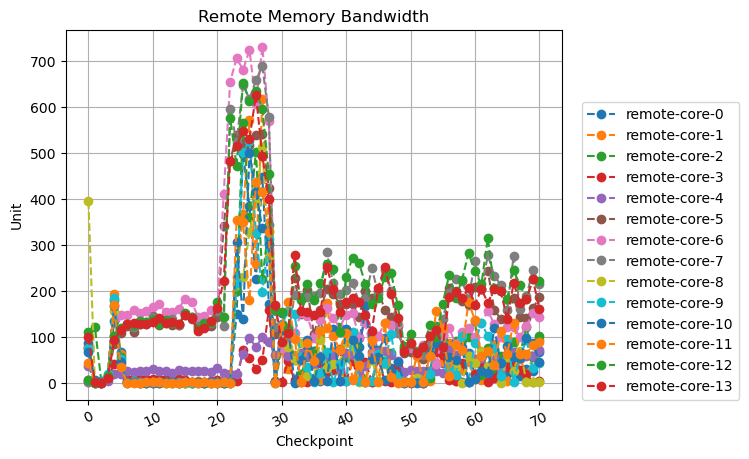 Remote Memory Bandwidth
Unit
700
600
500
400
300
200
100
0
0 10 20 30 40 50 60 70
Checkpoint
remote-core-0
remote-core-1
remote-core-2
remote-core-3
remote-core-4
remote-core-5
remote-core-6
remote-core-7
remote-core-8
remote-core-9
remote-core-10
remote-core-11
remote-core-12
remote-core-13